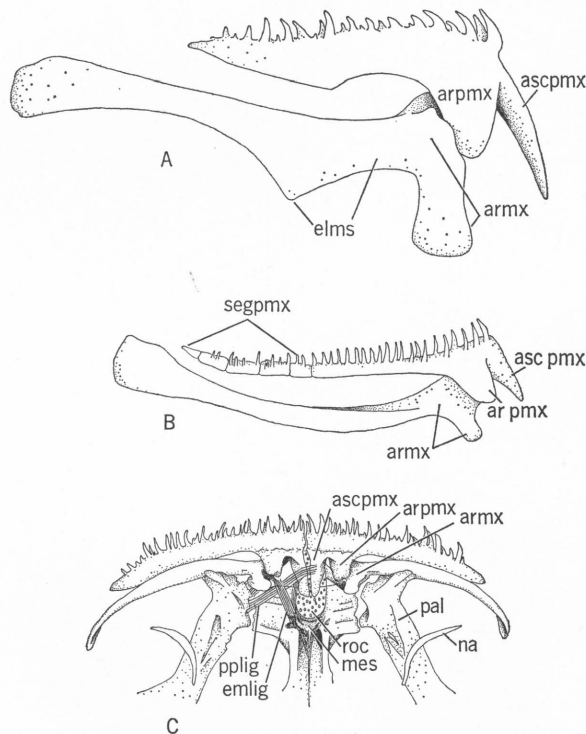 arpmx
ascpmx
A
armx
elms
segpmx
asc pmx
ar pmx
B
armx
ascpmx
arpmx
armx
pal
na
roc
pplig
mes
emlig
C